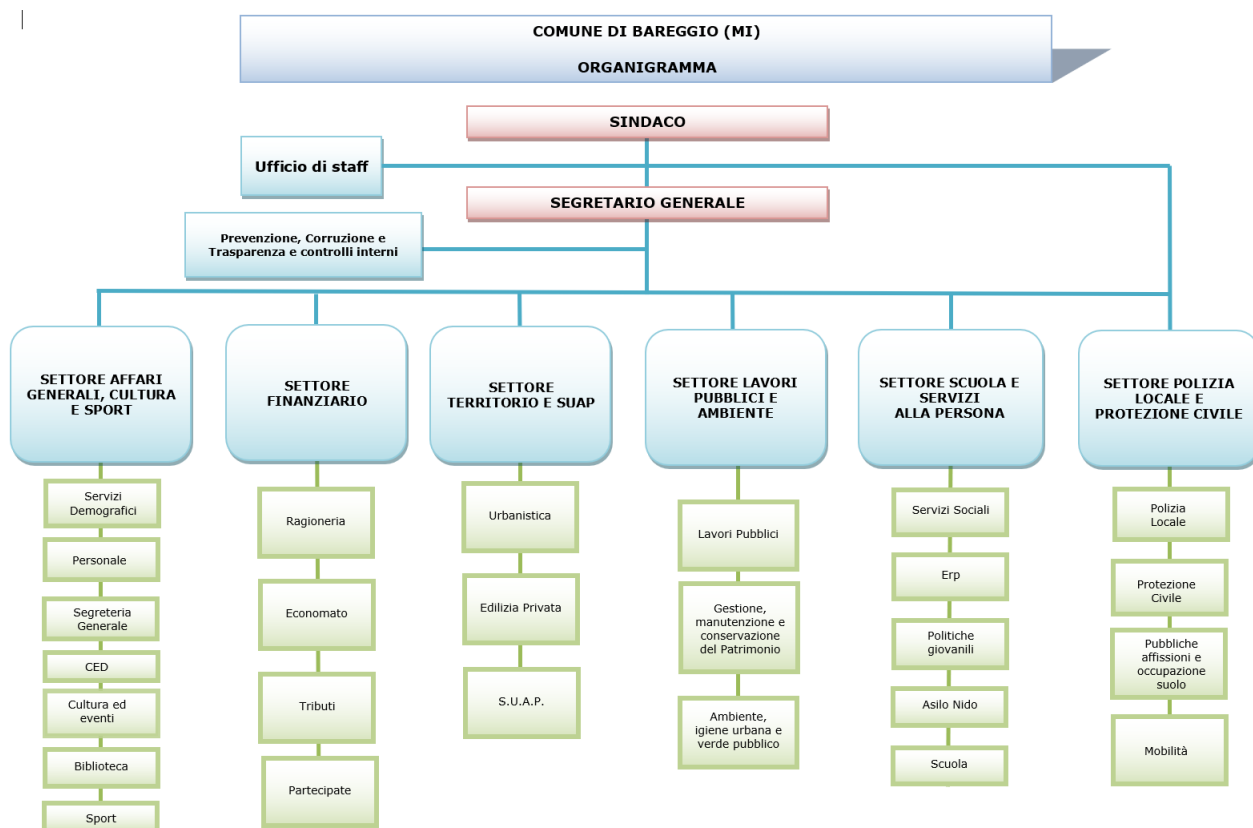 COMUNE DI BAREGGIO (MI)
ORGANIGRAMMA
SINDACO
Ufficio di staff
SEGRETARIO GENERALE
Prevenzione, Corruzione e
Trasparenza e controlli interni
SETTORE AFFARI
GENERALI, CULTURA
E SPORT
SETTORE
FINANZIARIO
SETTORE
TERRITORIO E SUAP
SETTORE LAVORI
PUBBLICI E
AMBIENTE
SETTORE SCUOLA E
SERVIZI
ALLA PERSONA
SETTORE POLIZIA
LOCALE E
PROTEZIONE CIVILE
Servizi
Demografici
Personale
Segreteria
Generale
CED
Cultura ed
eventi
Biblioteca
Sport
Ragioneria
Economato
Tributi
Partecipate
Urbanistica
Edilizia Privata
S.U.A.P.
Lavori Pubblici
Gestione,
manutenzione e
conservazione
del Patrimonio
Ambiente,
igiene urbana e
verde pubblico
Servizi Sociali
Erp
Politiche
giovanili
Asilo Nido
Scuola
Polizia
Locale
Protezione
Civile
Pubbliche
affissioni e
occupazione
suolo
Mobilità